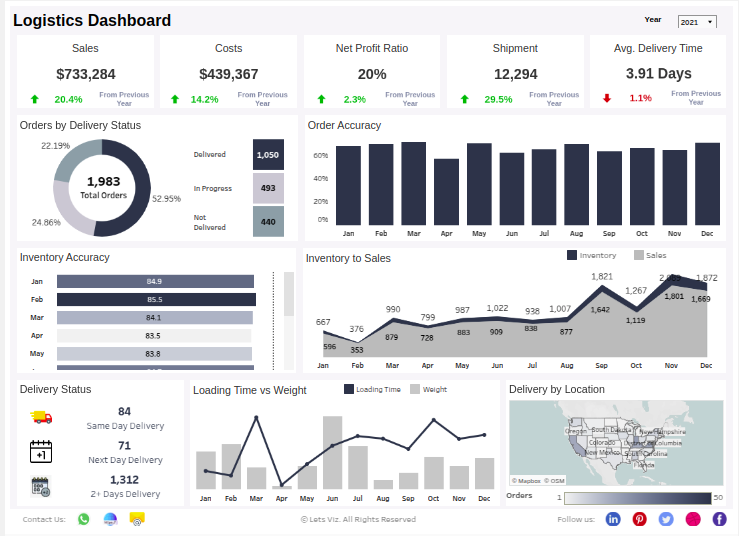 Logistics Dashboard
Year
2021
Sales
Costs
Net Profit Ratio
Shipment
Avg. Delivery Time
$733,284
$439,367
20%
12,294
3.91 Days
20.4%
From Previous
Year
14.2%
From Previous
Year
2.3%
From Previous
Year
29.5%
From Previous
Year
1.1%
From Previous
Year
Orders by Delivery Status
22.19%
52.95%
24.86%
1,983
Total Orders
Delivered
1,050
In Progress
493
Not
Delivered
440
Order Accuracy
60%
40%
20%
0%
Jan Feb Mar Apr May Jun Jul Aug Sep Oct Nov Dec
Inventory Accuracy
Jan 84.9
Feb 85.5
Mar 84.1
Apr 83.5
May 83.8
Inventory to Sales
Inventory
Sales
667 376 990 799 987 1,022 938 1,007 1,821 1,267 1,872
596 353 879 728 883 909 838 877 1,642 1,119 1,801 1,669
Jan Feb Mar Apr May Jun Jul Aug Sep Oct Nov Dec
Delivery Status
84
Same Day Delivery
+1
71
Next Day Delivery
1,312
2+ Days Delivery
Loading Time vs Weight
Loading Time
Weight
Jan Feb Mar Apr May Jun Jul Aug Sep Oct Nov Dec
Delivery by Location
Oregon
South Dakota
New Hampshire
Colorado
District of Columbia
New Mexico
South Carolina
Florida
© Mapbox © OSM
Orders
1
50
Contact Us:
© Lets Viz. All Rights Reserved
Follow us: